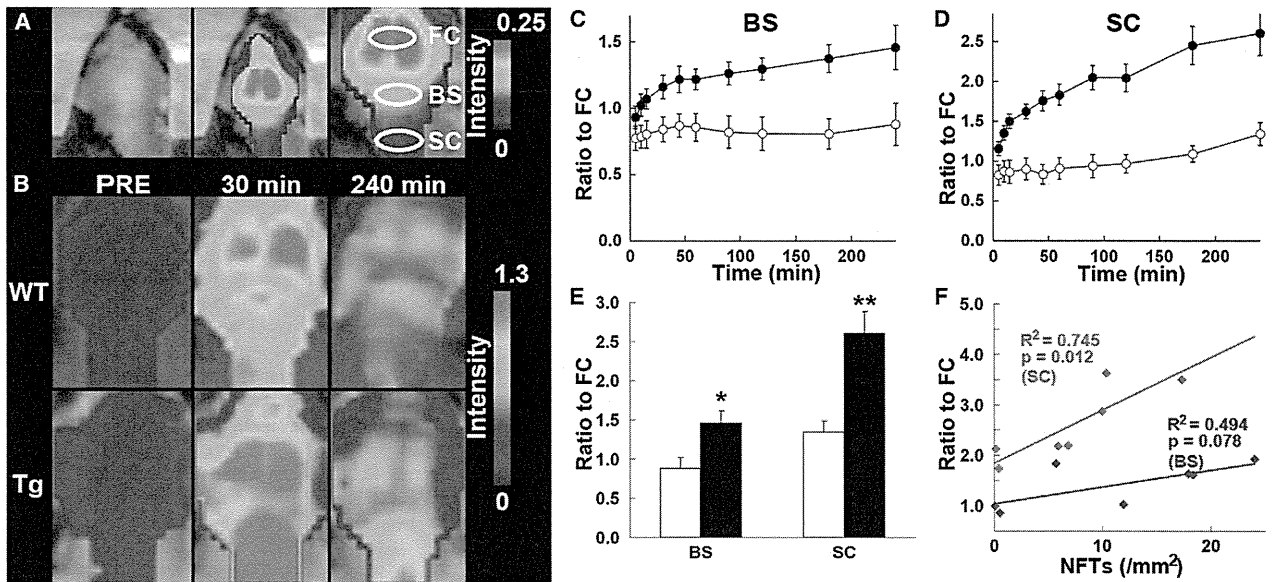 A
FC
BS
SC
0.25
Intensity
0
B
PRE
30 min
240 min
WT
Tg
1.3
Intensity
0
C
BS
Ratio to FC
1.5
1.0
0.5
0.0
0
50
100
150
200
Time (min)
D
SC
Ratio to FC
2.5
2.0
1.5
1.0
0.5
0.0
0
50
100
150
200
Time (min)
E
Ratio to FC
3.0
2.5
2.0
1.5
1.0
0.5
0.0
*
**
BS
SC
F
Ratio to FC
5.0
4.0
3.0
2.0
1.0
R² = 0.745
p = 0.012
(SC)
R² = 0.494
p = 0.078
(BS)
0
10
20
NFTs (/mm²)